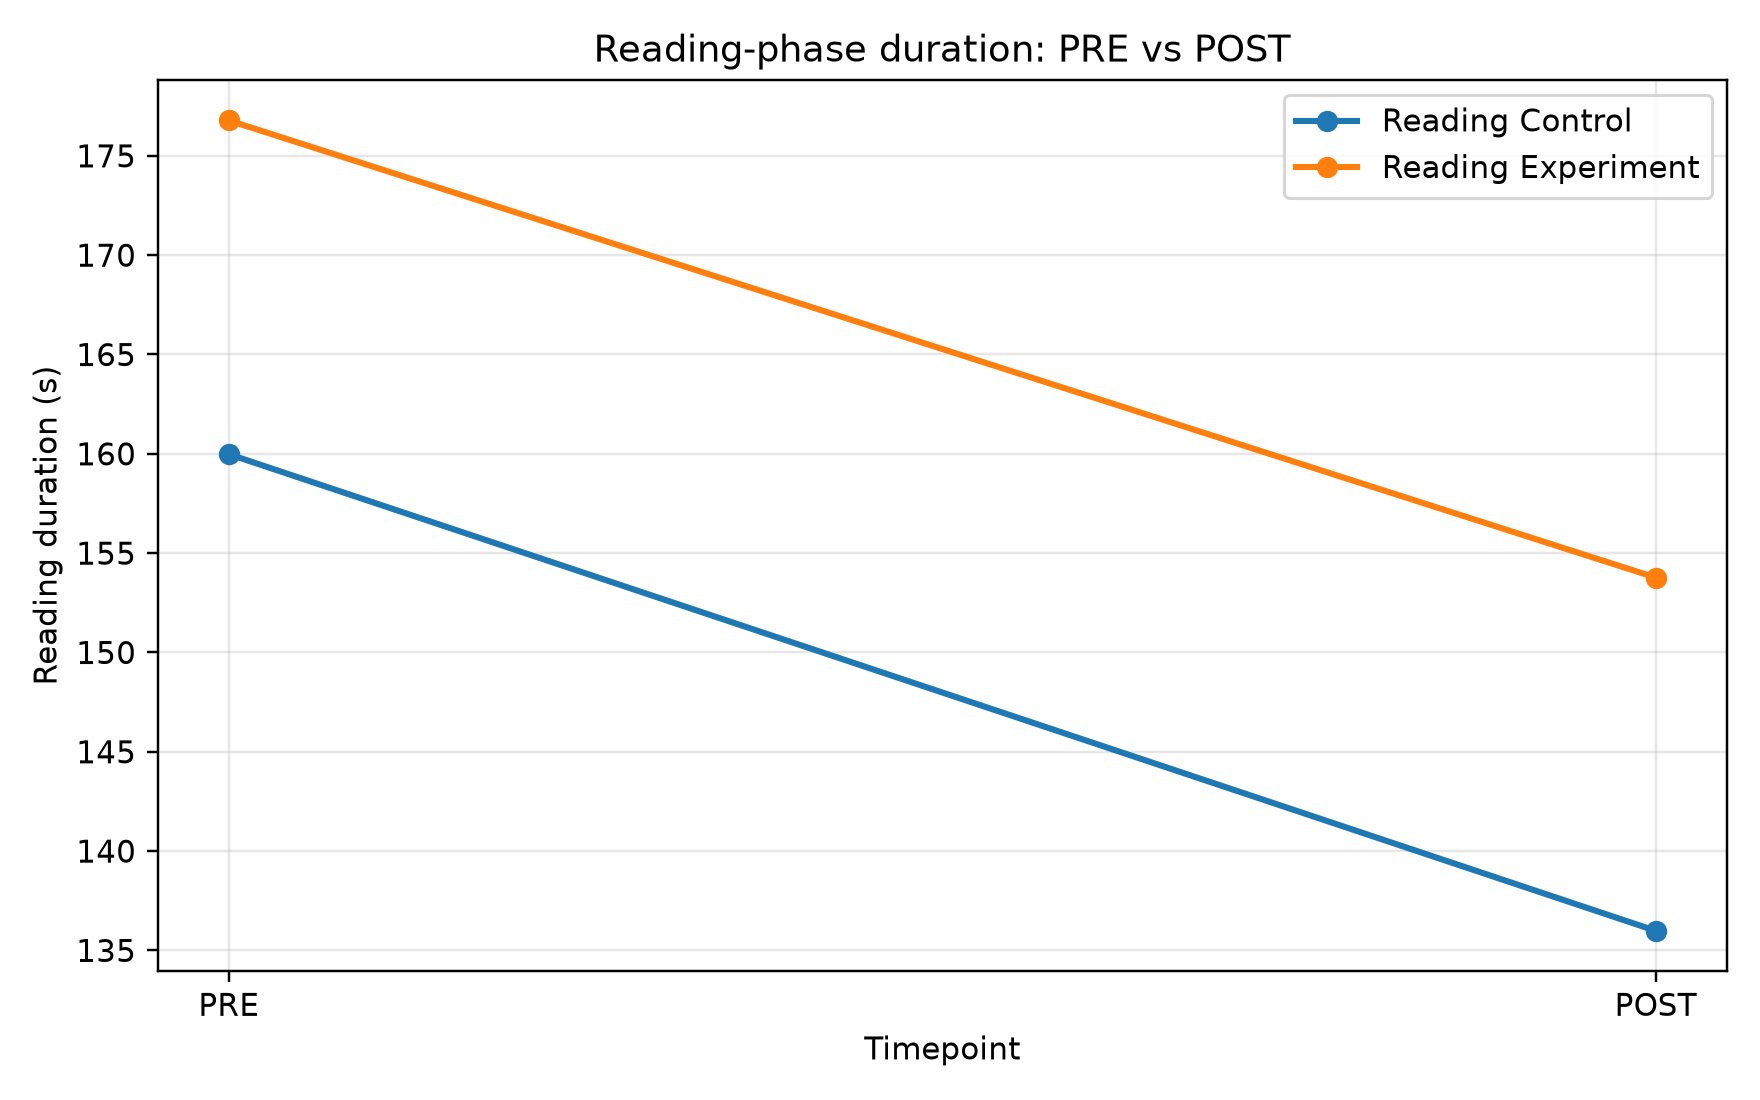 Reading-phase duration: PRE vs POST
Reading Control
Reading Experiment
Reading duration (s)
175
170
165
160
155
150
145
140
135
PRE
POST
Timepoint